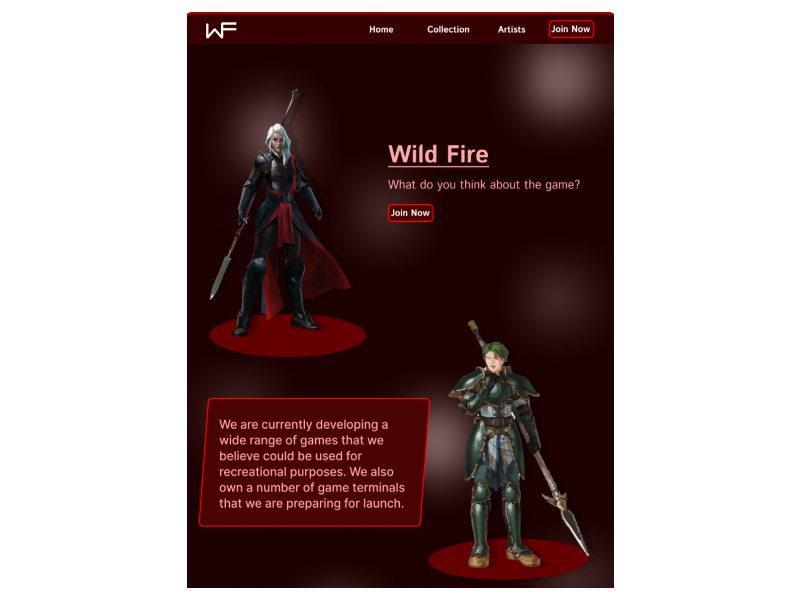 WF
Home Collection Artists Join Now
Wild Fire
What do you think about the game?
Join Now
We are currently developing a
wide range of games that we
believe could be used for
recreational purposes. We also
own a number of game terminals
that we are preparing for launch.